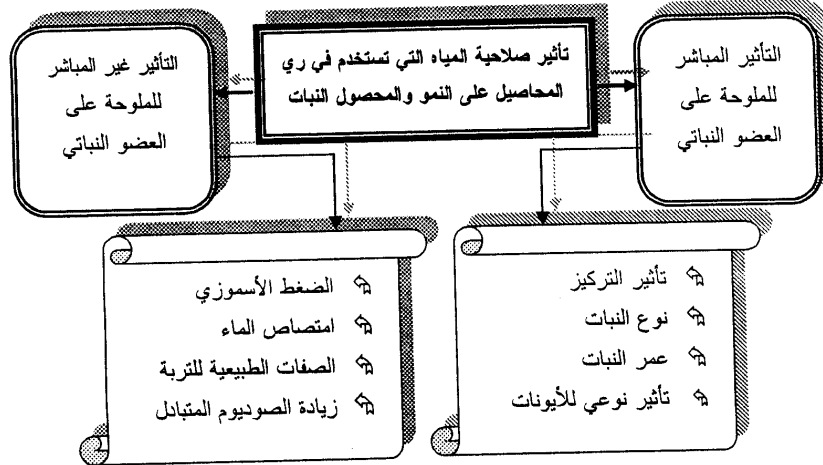 تأثير صلاحية المياه التي تستخدم في ري
المحاصيل على النمو والمحصول النبات
التأثير المباشر
للملوحة على
العضو النباتي
التأثير غير المباشر
للملوحة على
العضو النباتي
تأثير التركيز
نوع النبات
عمر النبات
تأثير نوعي للأيونات
الضغط الأسموزي
امتصاص الماء
الصفات الطبيعية للتربة
زيادة الصوديوم المتبادل